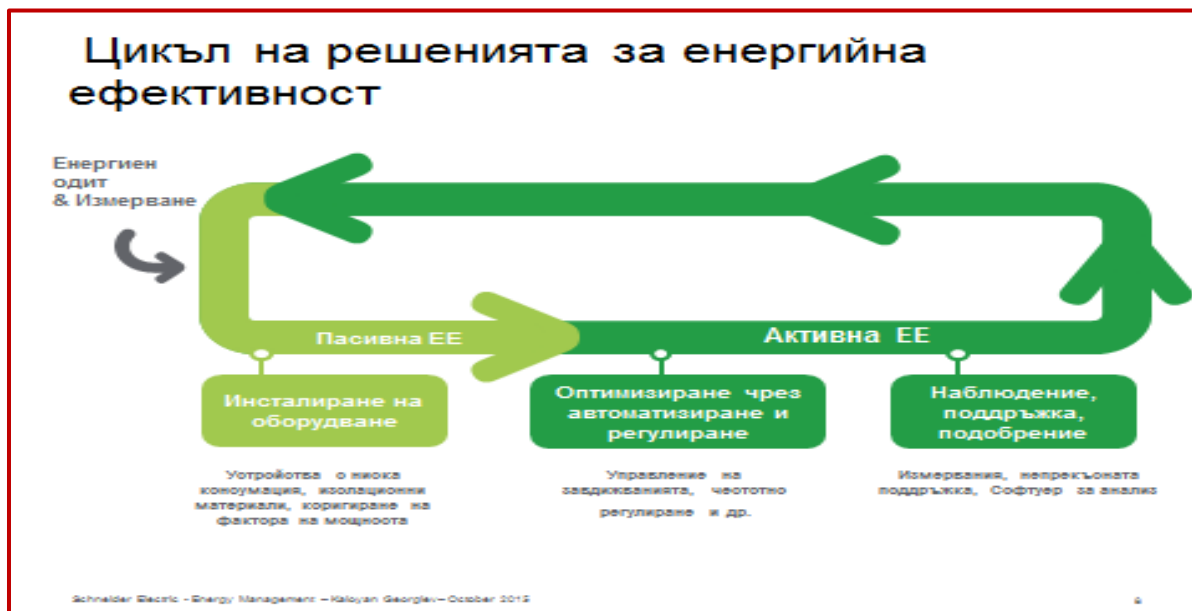 Цикъл на решенията за енергийна
ефективност
Енергиен
одит
& Измерване
Пасивна ЕЕ
Активна ЕЕ
Инсталиране на
оборудване
Оптимизиране чрез
автоматизиране и
регулиране
Наблюдение,
поддръжка,
подобрение
Устройства с ниска
консумация, изолационни
материали, коригиране на
фактора на мощността
Управление на
завдижванията, честотно
регулиране и др.
Измервания, непрекъсната
поддръжка, Софтуер за анализ
Schneider Electric - Energy Management – Kaloyan Georgiev– October 2015